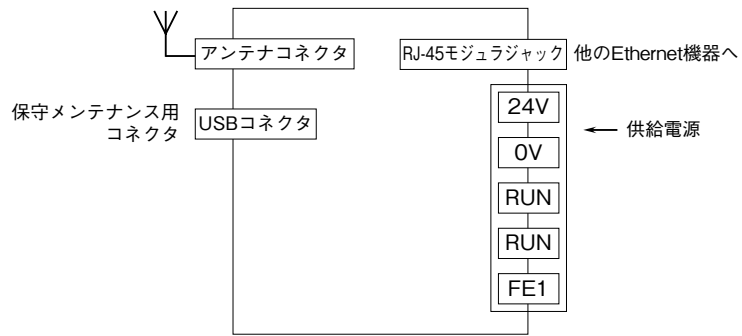 アンテナコネクタ
RJ-45モジュラジャック
他のEthernet機器へ
保守メンテナンス用
コネクタ
USBコネクタ
24V
供給電源
0V
RUN
RUN
FE1